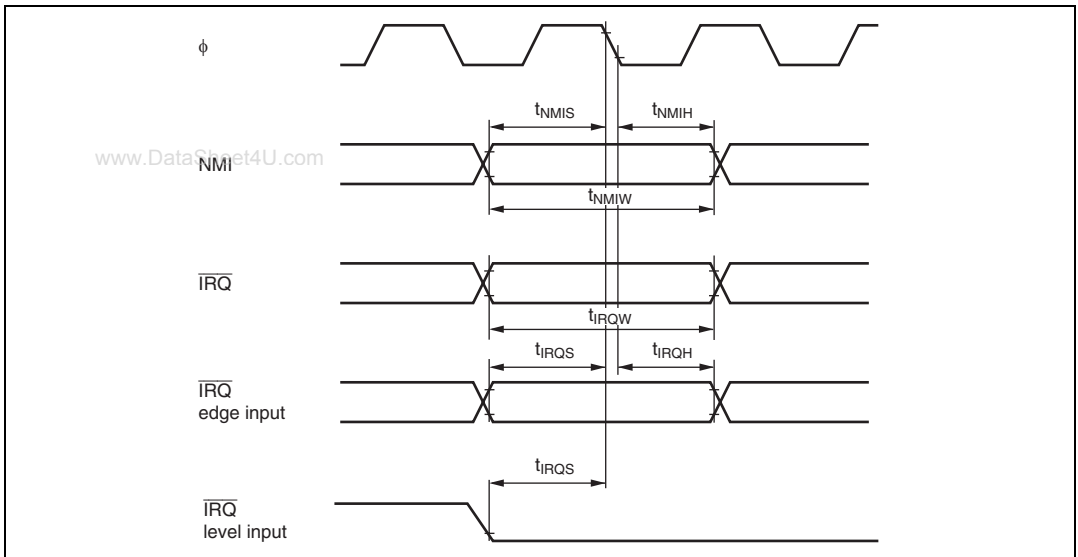 ϕ
tNMIS
tNMIH
www.DataSheet4U.com
NMI
tNMIW
IRQ
tIRQW
tIRQS
tIRQH
IRQ
edge input
tIRQS
IRQ
level input